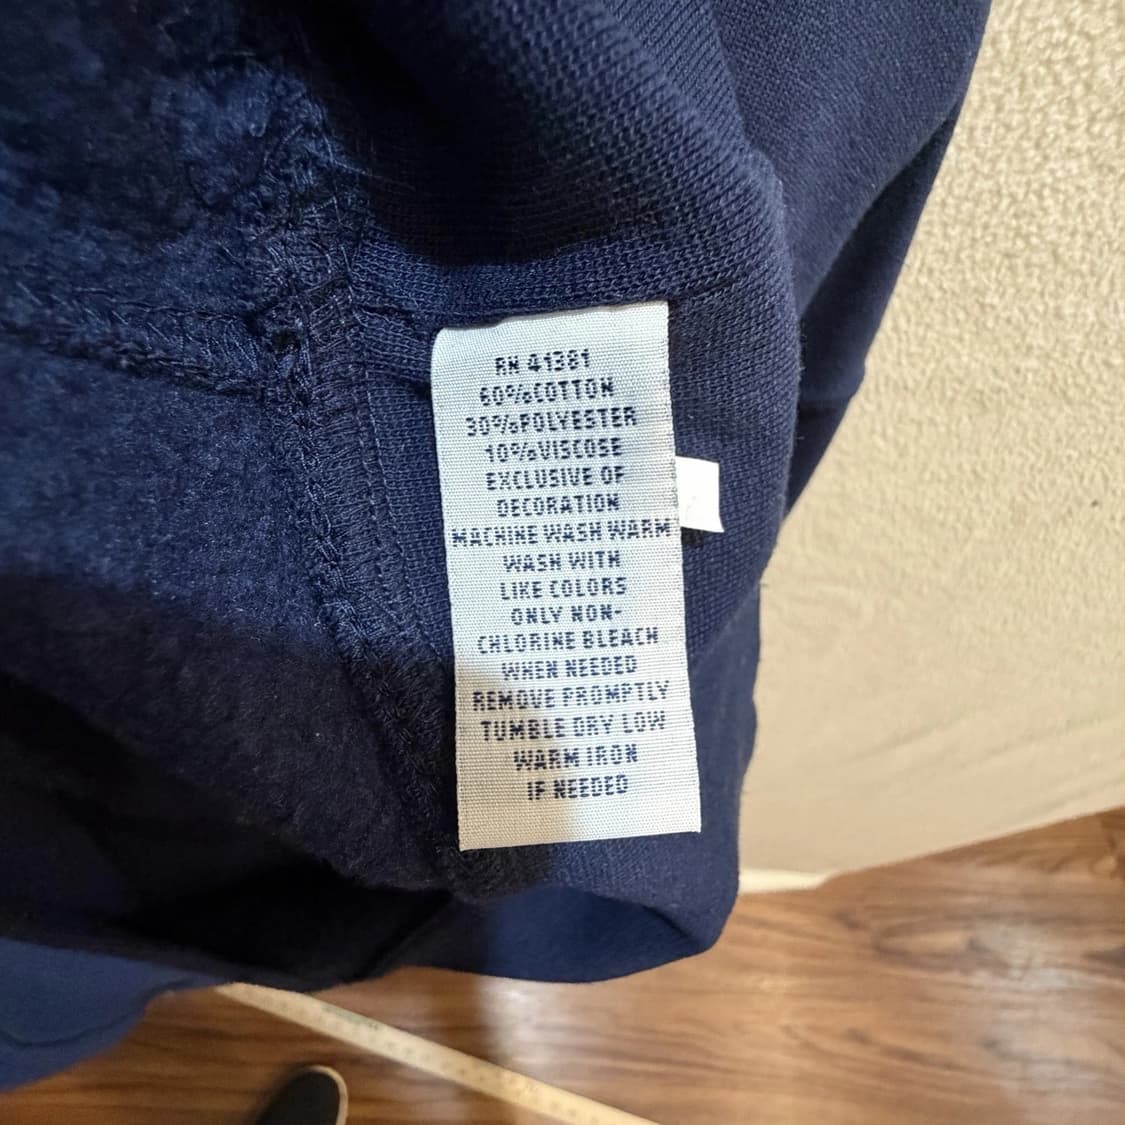 RN 41381
60%COTTON
30%POLYESTER
10%VISCOSE
EXCLUSIVE OF
DECORATION
MACHINE WASH WARM
WASH WITH
LIKE COLORS
ONLY NON-
CHLORINE BLEACH
WHEN NEEDED
REMOVE PROMPTLY
TUMBLE DRY LOW
WARM IRON
IF NEEDED